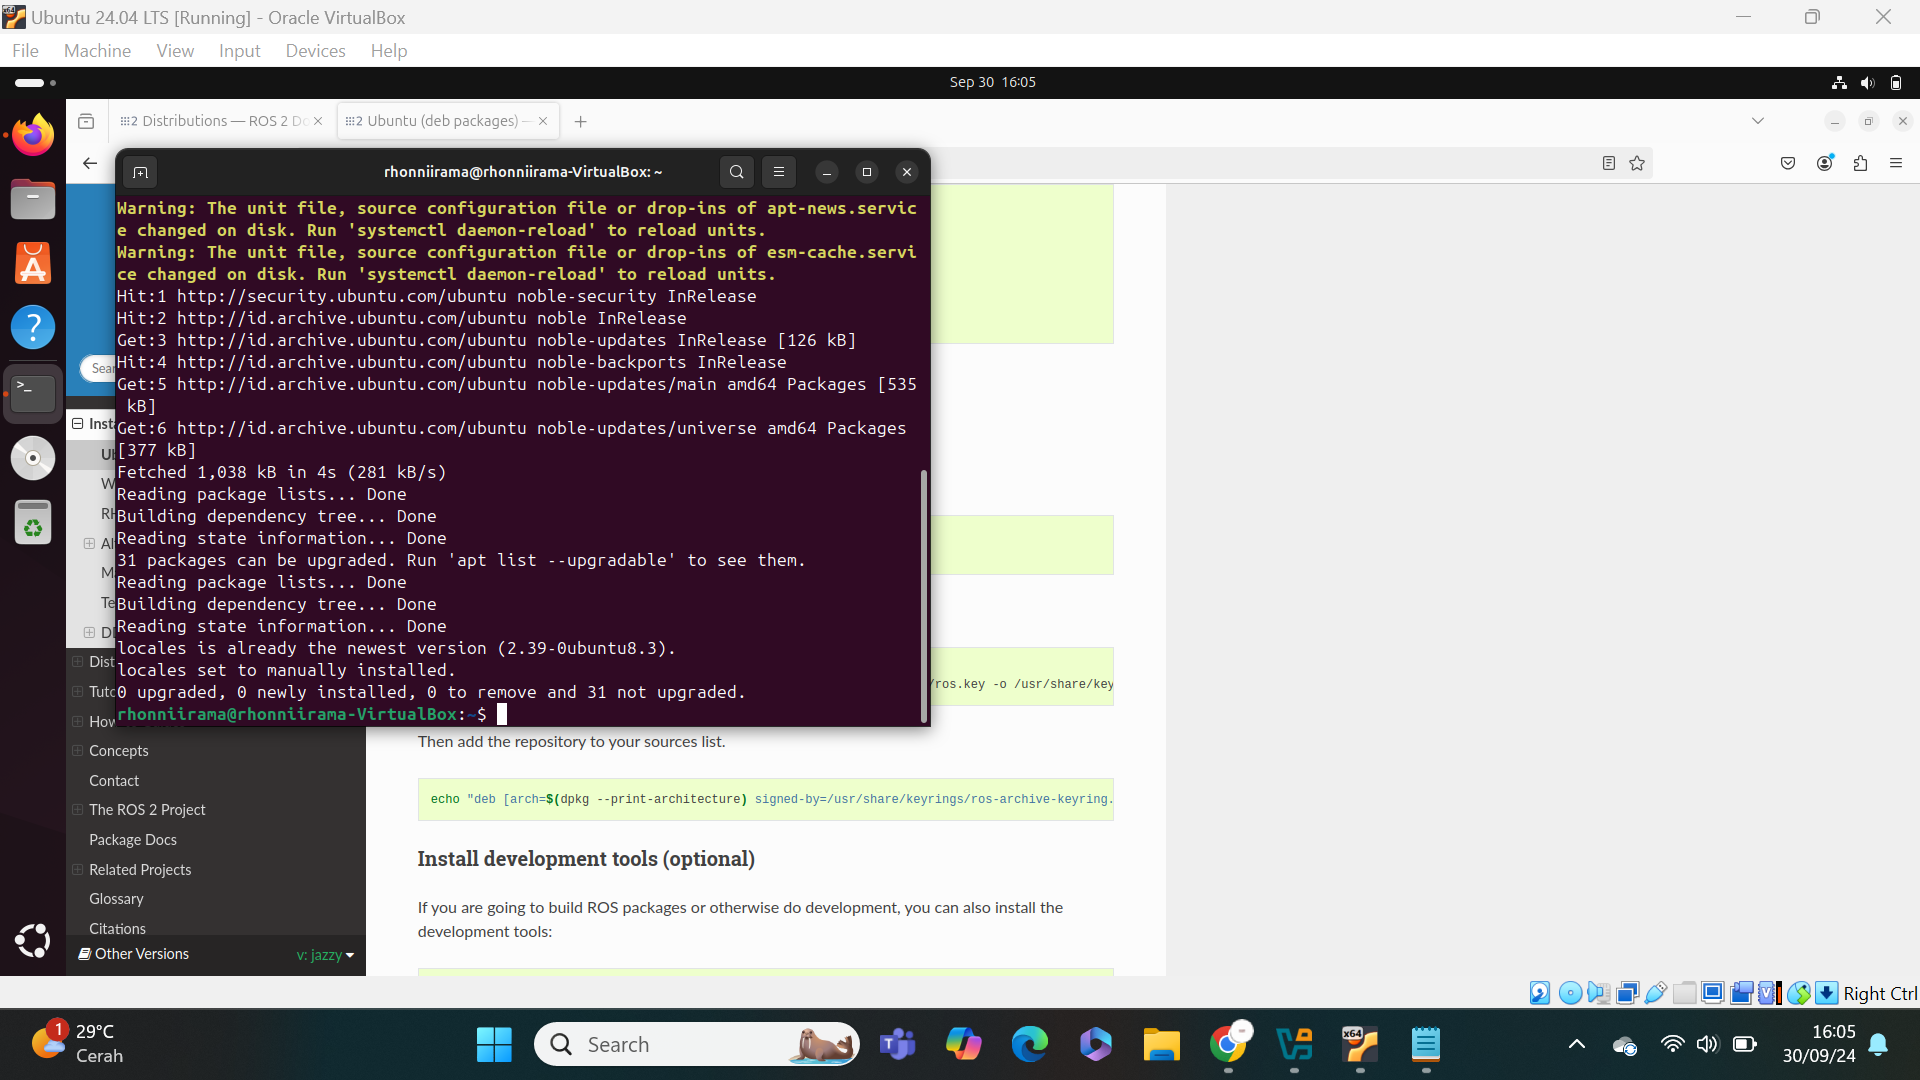 Ubuntu 24.04 LTS [Running] - Oracle VirtualBox
File Machine View Input Devices Help
Sep 30 16:05
Distributions — ROS 2 Do
Ubuntu (deb packages) —
rhonniirama@rhonniirama-VirtualBox: ~
Warning: The unit file, source configuration file or drop-ins of apt-news.servic
e changed on disk. Run 'systemctl daemon-reload' to reload units.
Warning: The unit file, source configuration file or drop-ins of esm-cache.servi
ce changed on disk. Run 'systemctl daemon-reload' to reload units.
Hit:1 http://security.ubuntu.com/ubuntu noble-security InRelease
Hit:2 http://id.archive.ubuntu.com/ubuntu noble InRelease
Get:3 http://id.archive.ubuntu.com/ubuntu noble-updates InRelease [126 kB]
Hit:4 http://id.archive.ubuntu.com/ubuntu noble-backports InRelease
Get:5 http://id.archive.ubuntu.com/ubuntu noble-updates/main amd64 Packages [535
kB]
Get:6 http://id.archive.ubuntu.com/ubuntu noble-updates/universe amd64 Packages
[377 kB]
Fetched 1,038 kB in 4s (281 kB/s)
Reading package lists... Done
Building dependency tree... Done
Reading state information... Done
31 packages can be upgraded. Run 'apt list --upgradable' to see them.
Reading package lists... Done
Building dependency tree... Done
Reading state information... Done
locales is already the newest version (2.39-0ubuntu8.3).
locales set to manually installed.
0 upgraded, 0 newly installed, 0 to remove and 31 not upgraded.
rhonniirama@rhonniirama-VirtualBox:~$
Sear
Insta
Ub
W
RH
Al
M
Te
DD
Dist
Tuto
How
Concepts
Contact
The ROS 2 Project
Package Docs
Related Projects
Glossary
Citations
Other Versions
v: jazzy
/ros.key -o /usr/share/key
Then add the repository to your sources list.
echo "deb [arch=$(dpkg --print-architecture) signed-by=/usr/share/keyrings/ros-archive-keyring.
Install development tools (optional)
If you are going to build ROS packages or otherwise do development, you can also install the
development tools:
Right Ctrl
1
29°C
Cerah
Search
x64
16:05
30/09/24